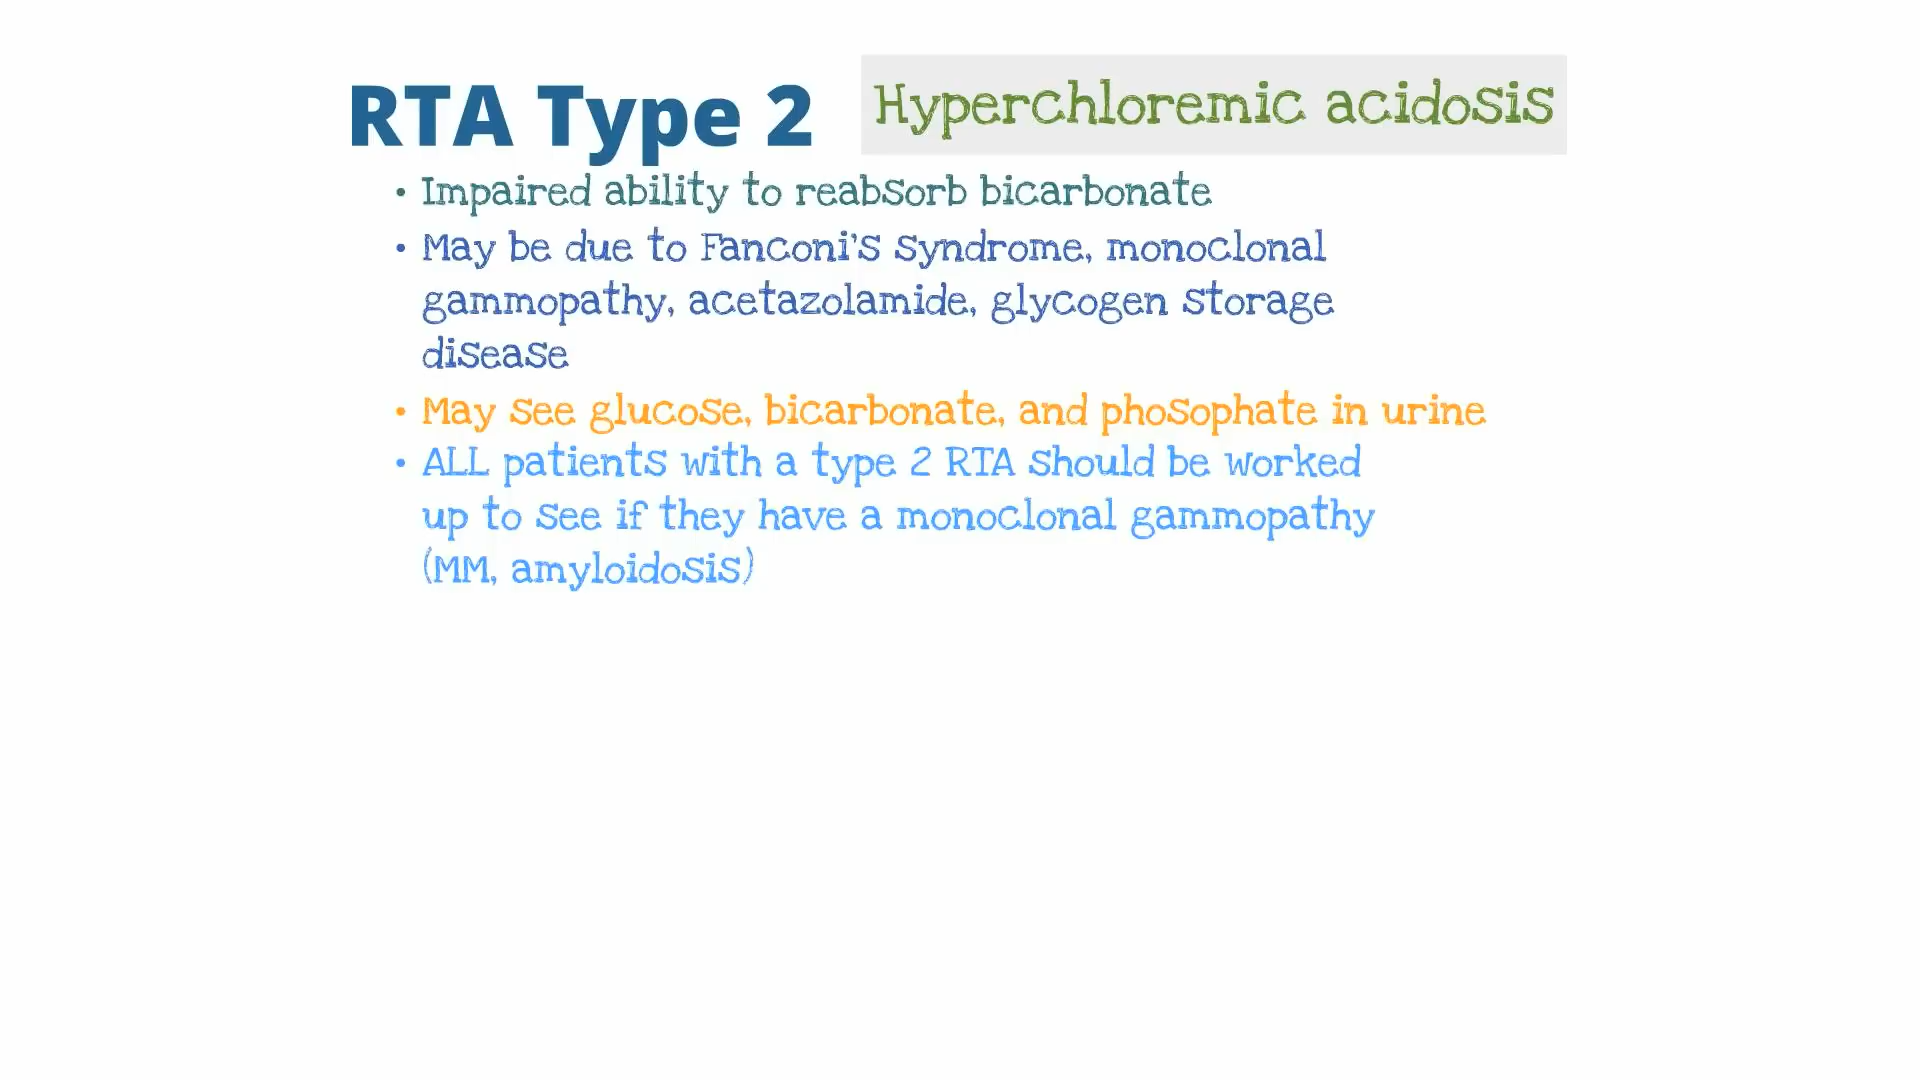 RTA Type 2 Hyperchloremic acidosis
• Impaired ability to reabsorb bicarbonate
• May be due to Fanconi's Syndrome, monoclonal
gammopathy, acetazolamide, glycogen storage
disease
• May see glucose, bicarbonate, and phosophate in urine
• ALL patients with a type 2 RTA should be worked
up to see if they have a monoclonal gammopathy
(MM, amyloidosis)